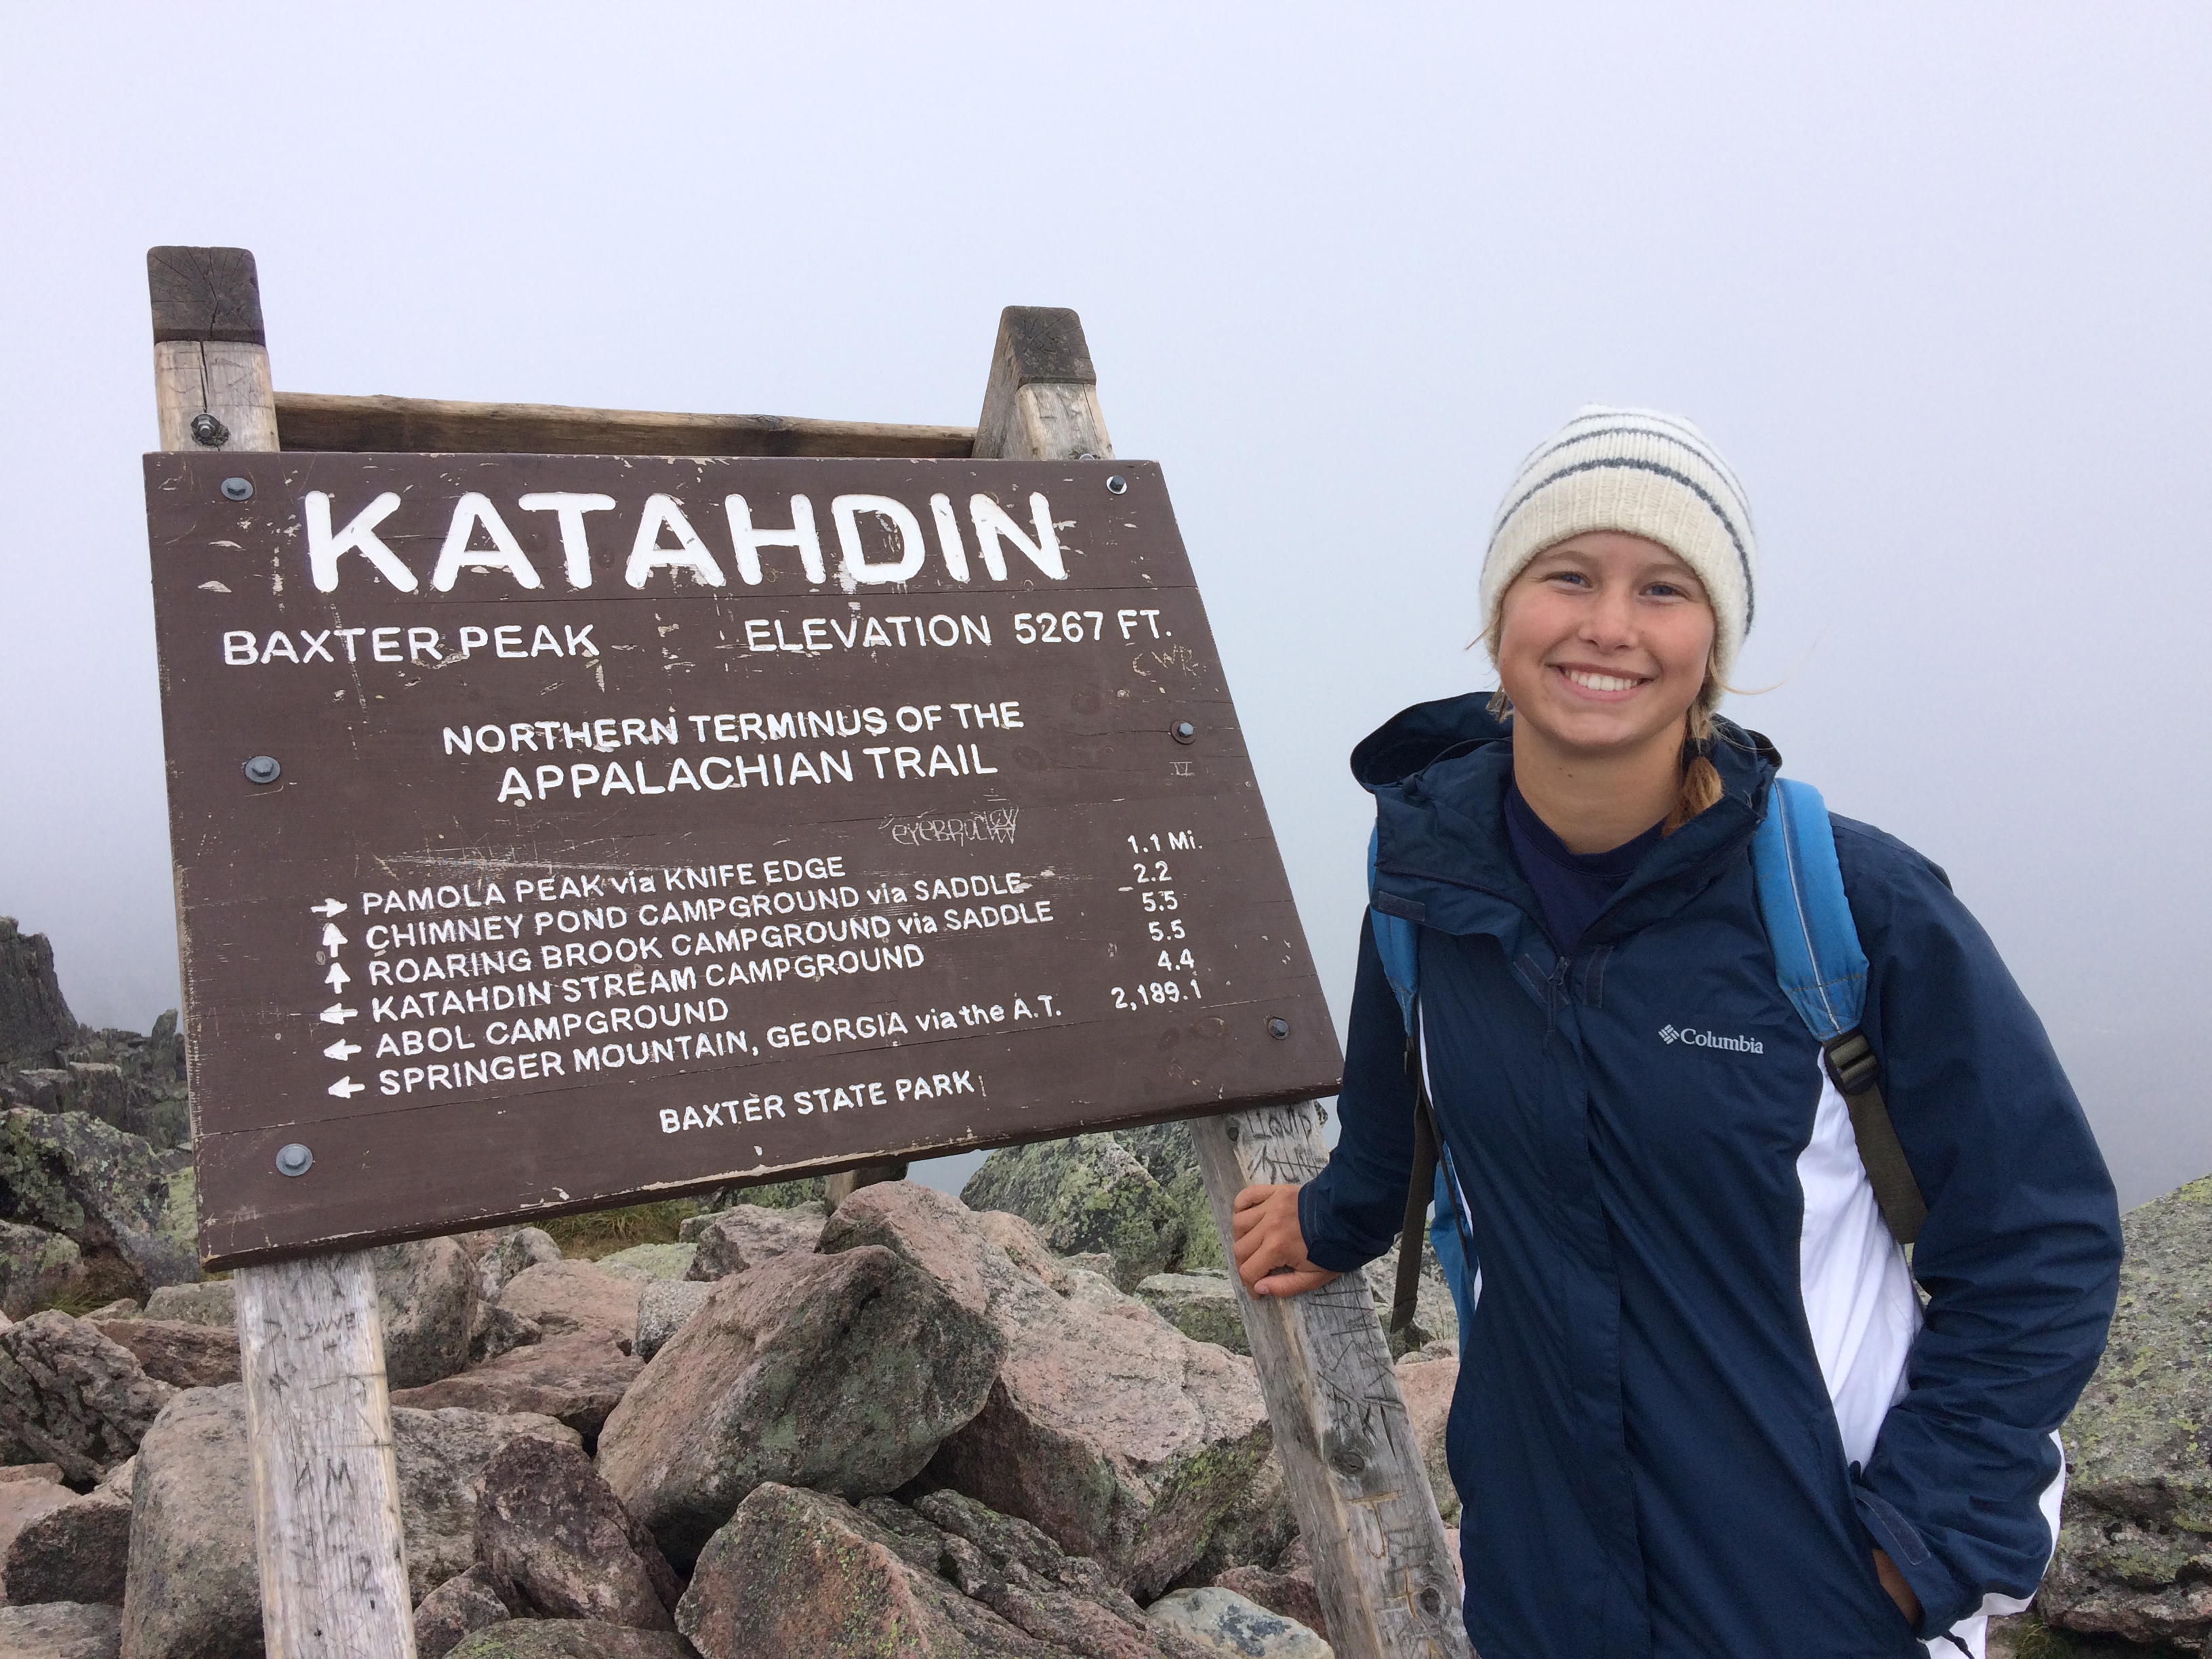 KATAHDIN
BAXTER PEAK ELEVATION 5267 FT.
CWR
NORTHERN TERMINUS OF THE
APPALACHIAN TRAIL
IV
PAMOLA PEAK via KNIFE EDGE 1.1 Mi.
CHIMNEY POND CAMPGROUND via SADDLE 2.2
ROARING BROOK CAMPGROUND via SADDLE 5.5
KATAHDIN STREAM CAMPGROUND 5.5
ABOL CAMPGROUND 4.4
SPRINGER MOUNTAIN, GEORGIA via the A.T. 2,189.1
BAXTER STATE PARK
Columbia